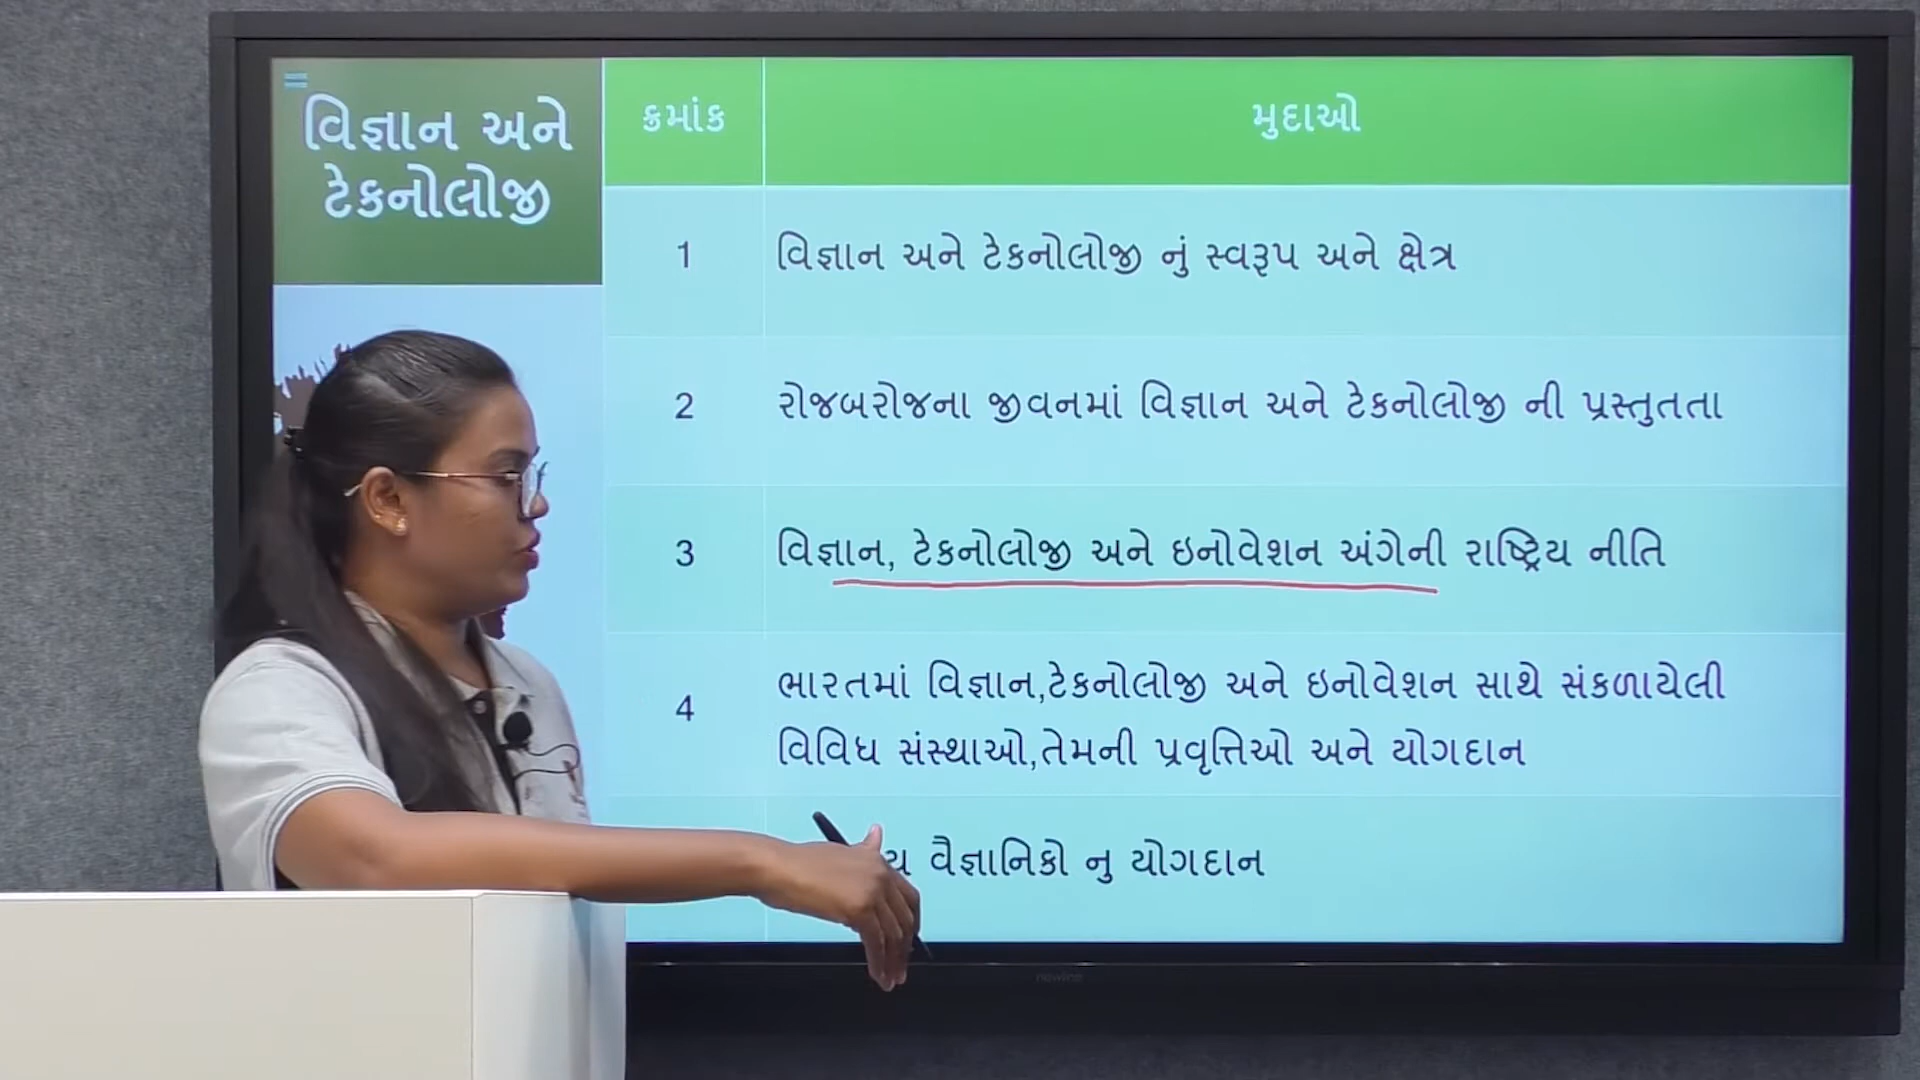 વિજ્ઞાન અને
ટેકનોલોજી
ક્રમાંક
મુદાઓ
1
વિજ્ઞાન અને ટેકનોલોજી નું સ્વરૂપ અને ક્ષેત્ર
2
રોજબરોજના જીવનમાં વિજ્ઞાન અને ટેકનોલોજી ની પ્રસ્તુતતા
3
વિજ્ઞાન, ટેકનોલોજી અને ઇનોવેશન અંગેની રાષ્ટ્રિય નીતિ
4
ભારતમાં વિજ્ઞાન,ટેકનોલોજી અને ઇનોવેશન સાથે સંકળાયેલી
વિવિધ સંસ્થાઓ,તેમની પ્રવૃત્તિઓ અને યોગદાન
વૈજ્ઞાનિકો નુ યોગદાન